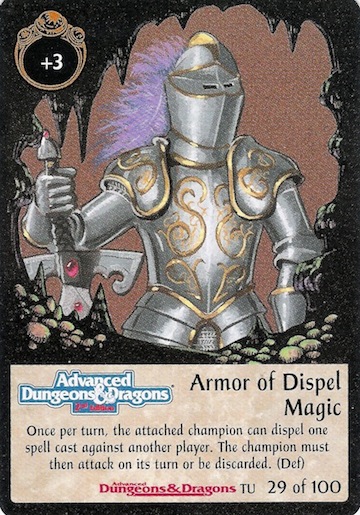 +3
Advanced
Dungeons&Dragons
2nd Edition
Armor of Dispel
Magic
Once per turn, the attached champion can dispel one
spell cast against another player. The champion must
then attack on its turn or be discarded. (Def)
Advanced
Dungeons&Dragons TU 29 of 100